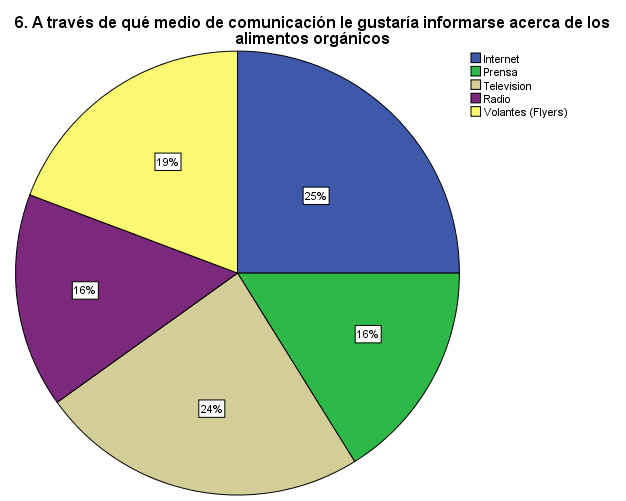 6. A través de qué medio de comunicación le gustaría informarse acerca de los
alimentos orgánicos
Internet
Prensa
Television
Radio
Volantes (Flyers)
19%
25%
16%
16%
24%